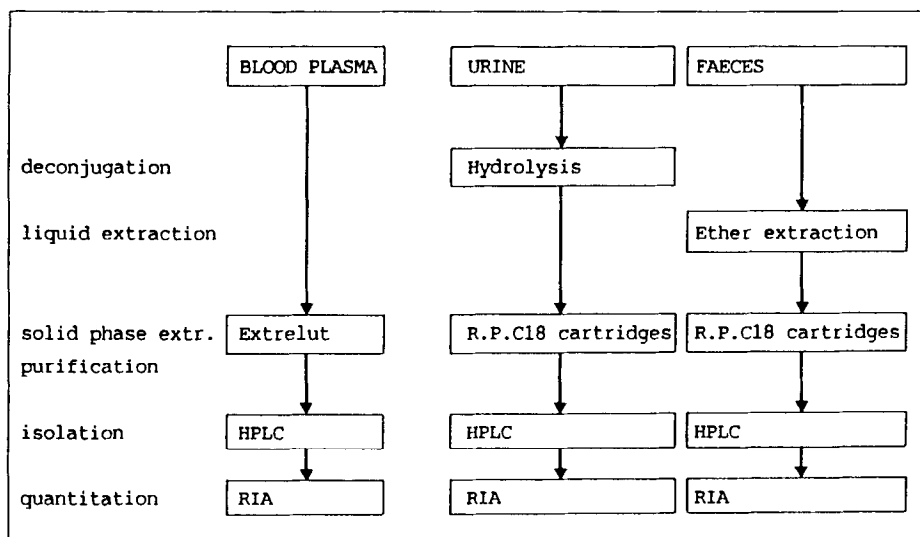 BLOOD PLASMA URINE FAECES
deconjugation Hydrolysis
liquid extraction Ether extraction
solid phase extr. Extrelut R.P.C18 cartridges R.P.C18 cartridges
purification
isolation HPLC HPLC HPLC
quantitation RIA RIA RIA